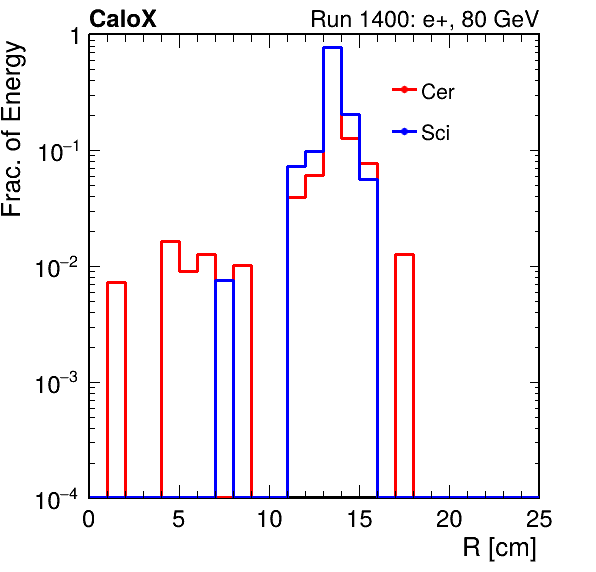 CaloX Run 1400: e+, 80 GeV
Frac. of Energy
1
10⁻¹
10⁻²
10⁻³
10⁻⁴
Cer
Sci
0 5 10 15 20 25
R [cm]